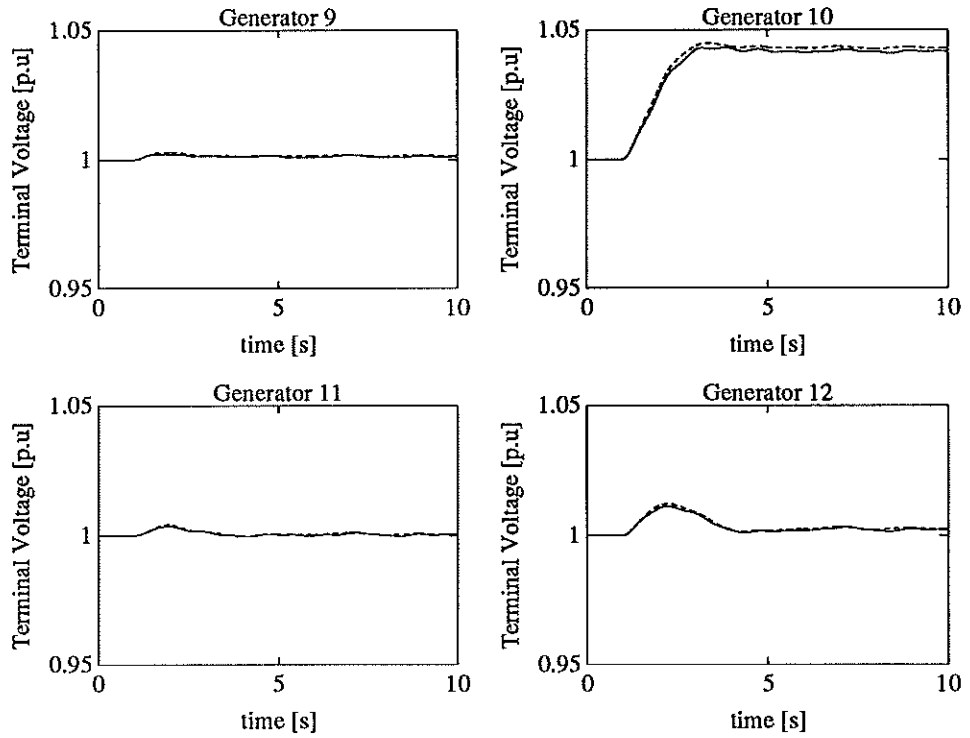 Generator 9
Terminal Voltage [p.u]
1.05
1
0.95
0
5
10
time [s]
Generator 10
Terminal Voltage [p.u]
1.05
1
0.95
0
5
10
time [s]
Generator 11
Terminal Voltage [p.u]
1.05
1
0.95
0
5
10
time [s]
Generator 12
Terminal Voltage [p.u]
1.05
1
0.95
0
5
10
time [s]